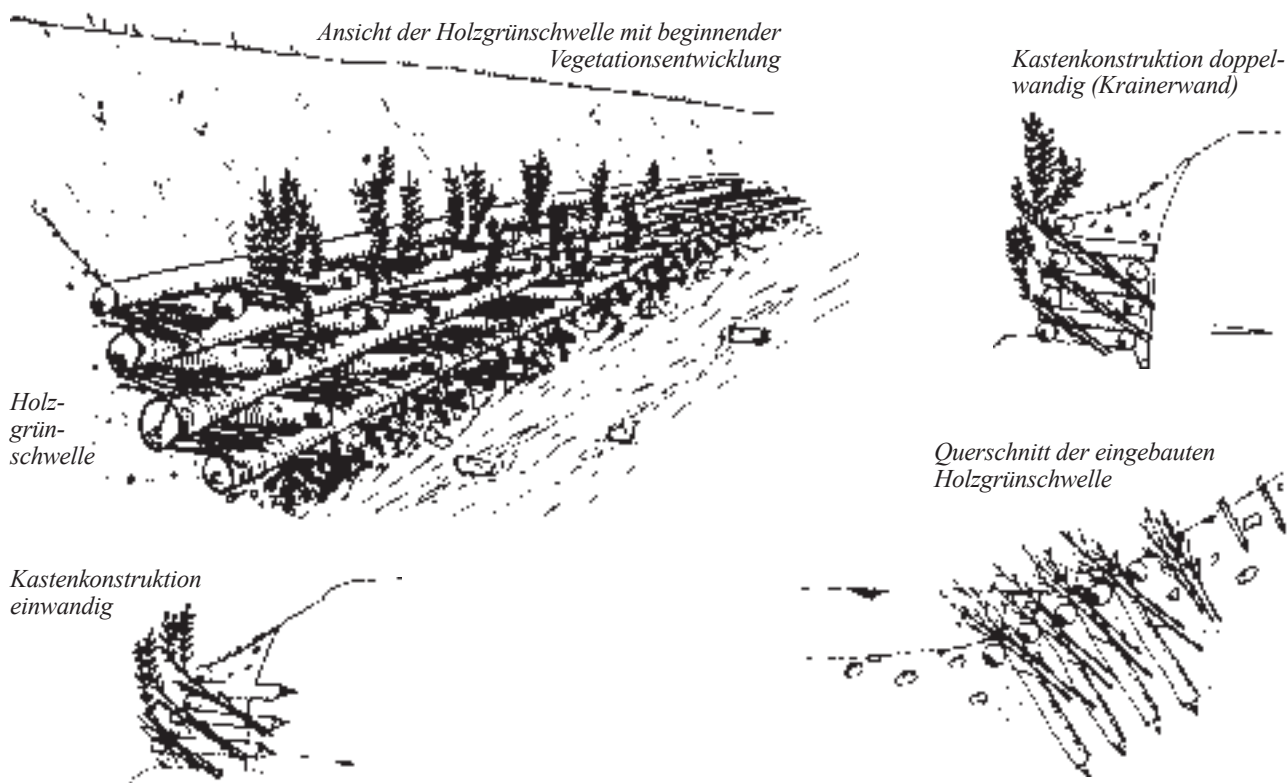 Ansicht der Holzgrünschwelle mit beginnender
Vegetationsentwicklung
Kastenkonstruktion doppel-
wandig (Krainerwand)
Holz-
grün-
schwelle
Querschnitt der eingebauten
Holzgrünschwelle
Kastenkonstruktion
einwandig